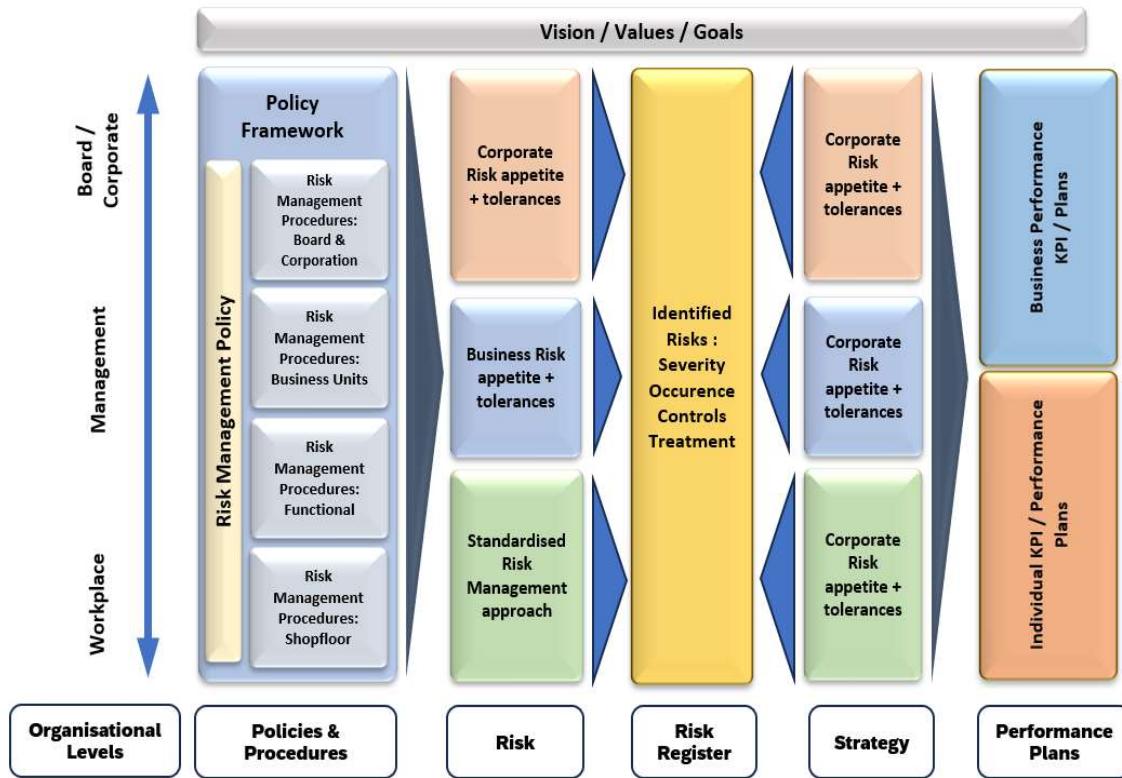 Vision / Values / Goals
Board /
Corporate
Management
Workplace
Policy
Framework
Risk Management Policy
Risk
Management
Procedures:
Board &
Corporation
Risk
Management
Procedures:
Business Units
Risk
Management
Procedures:
Functional
Risk
Management
Procedures:
Shopfloor
Corporate
Risk appetite
+ tolerances
Business Risk
appetite +
tolerances
Standardised
Risk
Management
approach
Identified
Risks :
Severity
Occurence
Controls
Treatment
Corporate
Risk
appetite +
tolerances
Corporate
Risk
appetite +
tolerances
Corporate
Risk
appetite +
tolerances
Business Performance
KPI / Plans
Individual KPI / Performance
Plans
Organisational
Levels
Policies &
Procedures
Risk
Risk
Register
Strategy
Performance
Plans